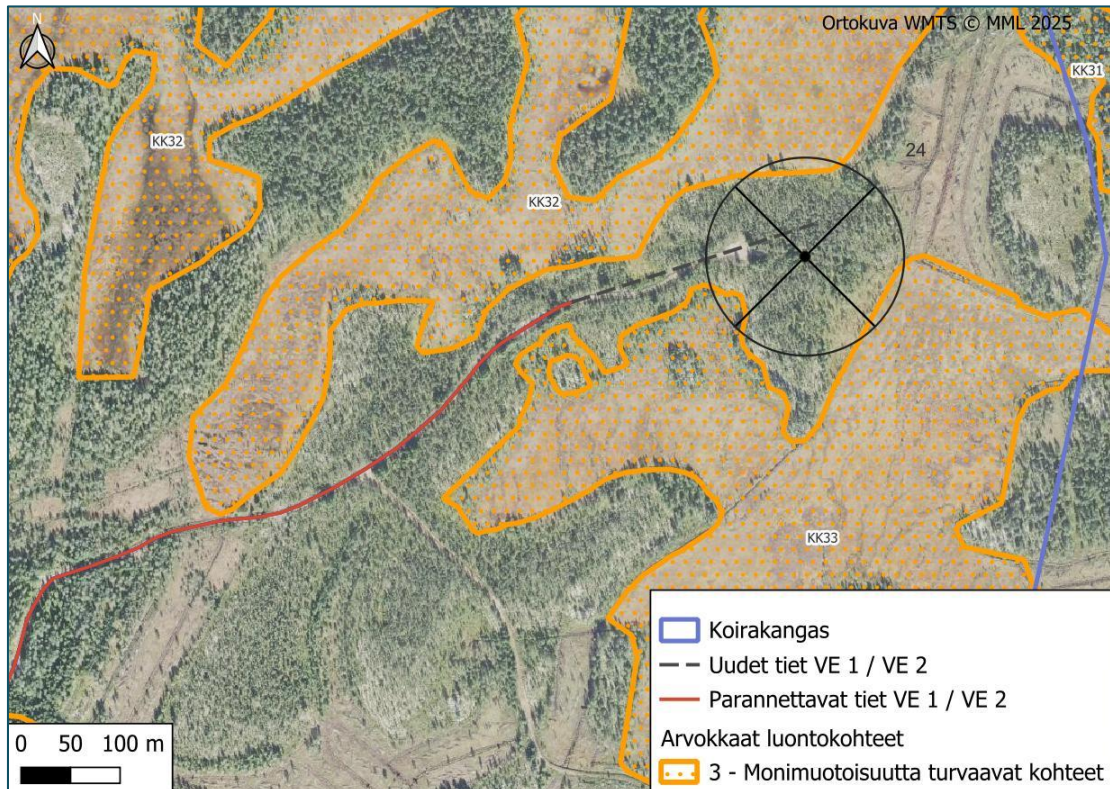 N
Ortokuva WMTS © MML 2025
KK31
KK32
24
KK32
KK33
Koirakangas
Uudet tiet VE 1 / VE 2
Parannettavat tiet VE 1 / VE 2
Arvokkaat luontokohteet
3 - Monimuotoisuutta turvaavat kohteet
0 50 100 m